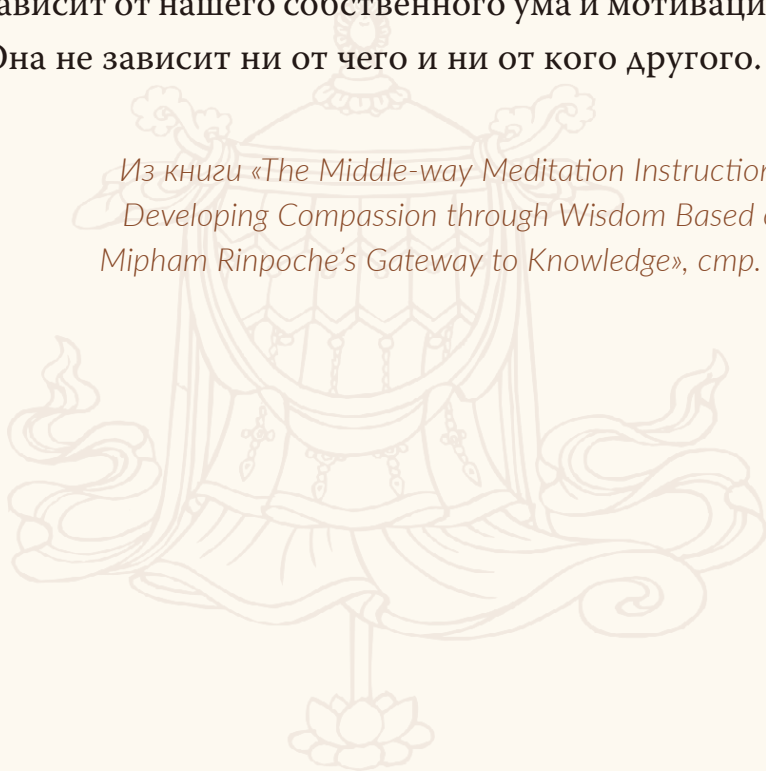 ависит от нашего собственного ума и мотиваци
Она не зависит ни от чего и ни от кого другого.
Из книги «The Middle-way Meditation Instruction
Developing Compassion through Wisdom Based
Mipham Rinpoche’s Gateway to Knowledge», стр.